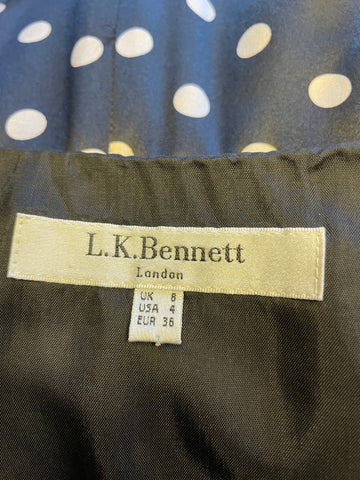 L.K.Bennett
London
UK 8
USA 4
EUR 36